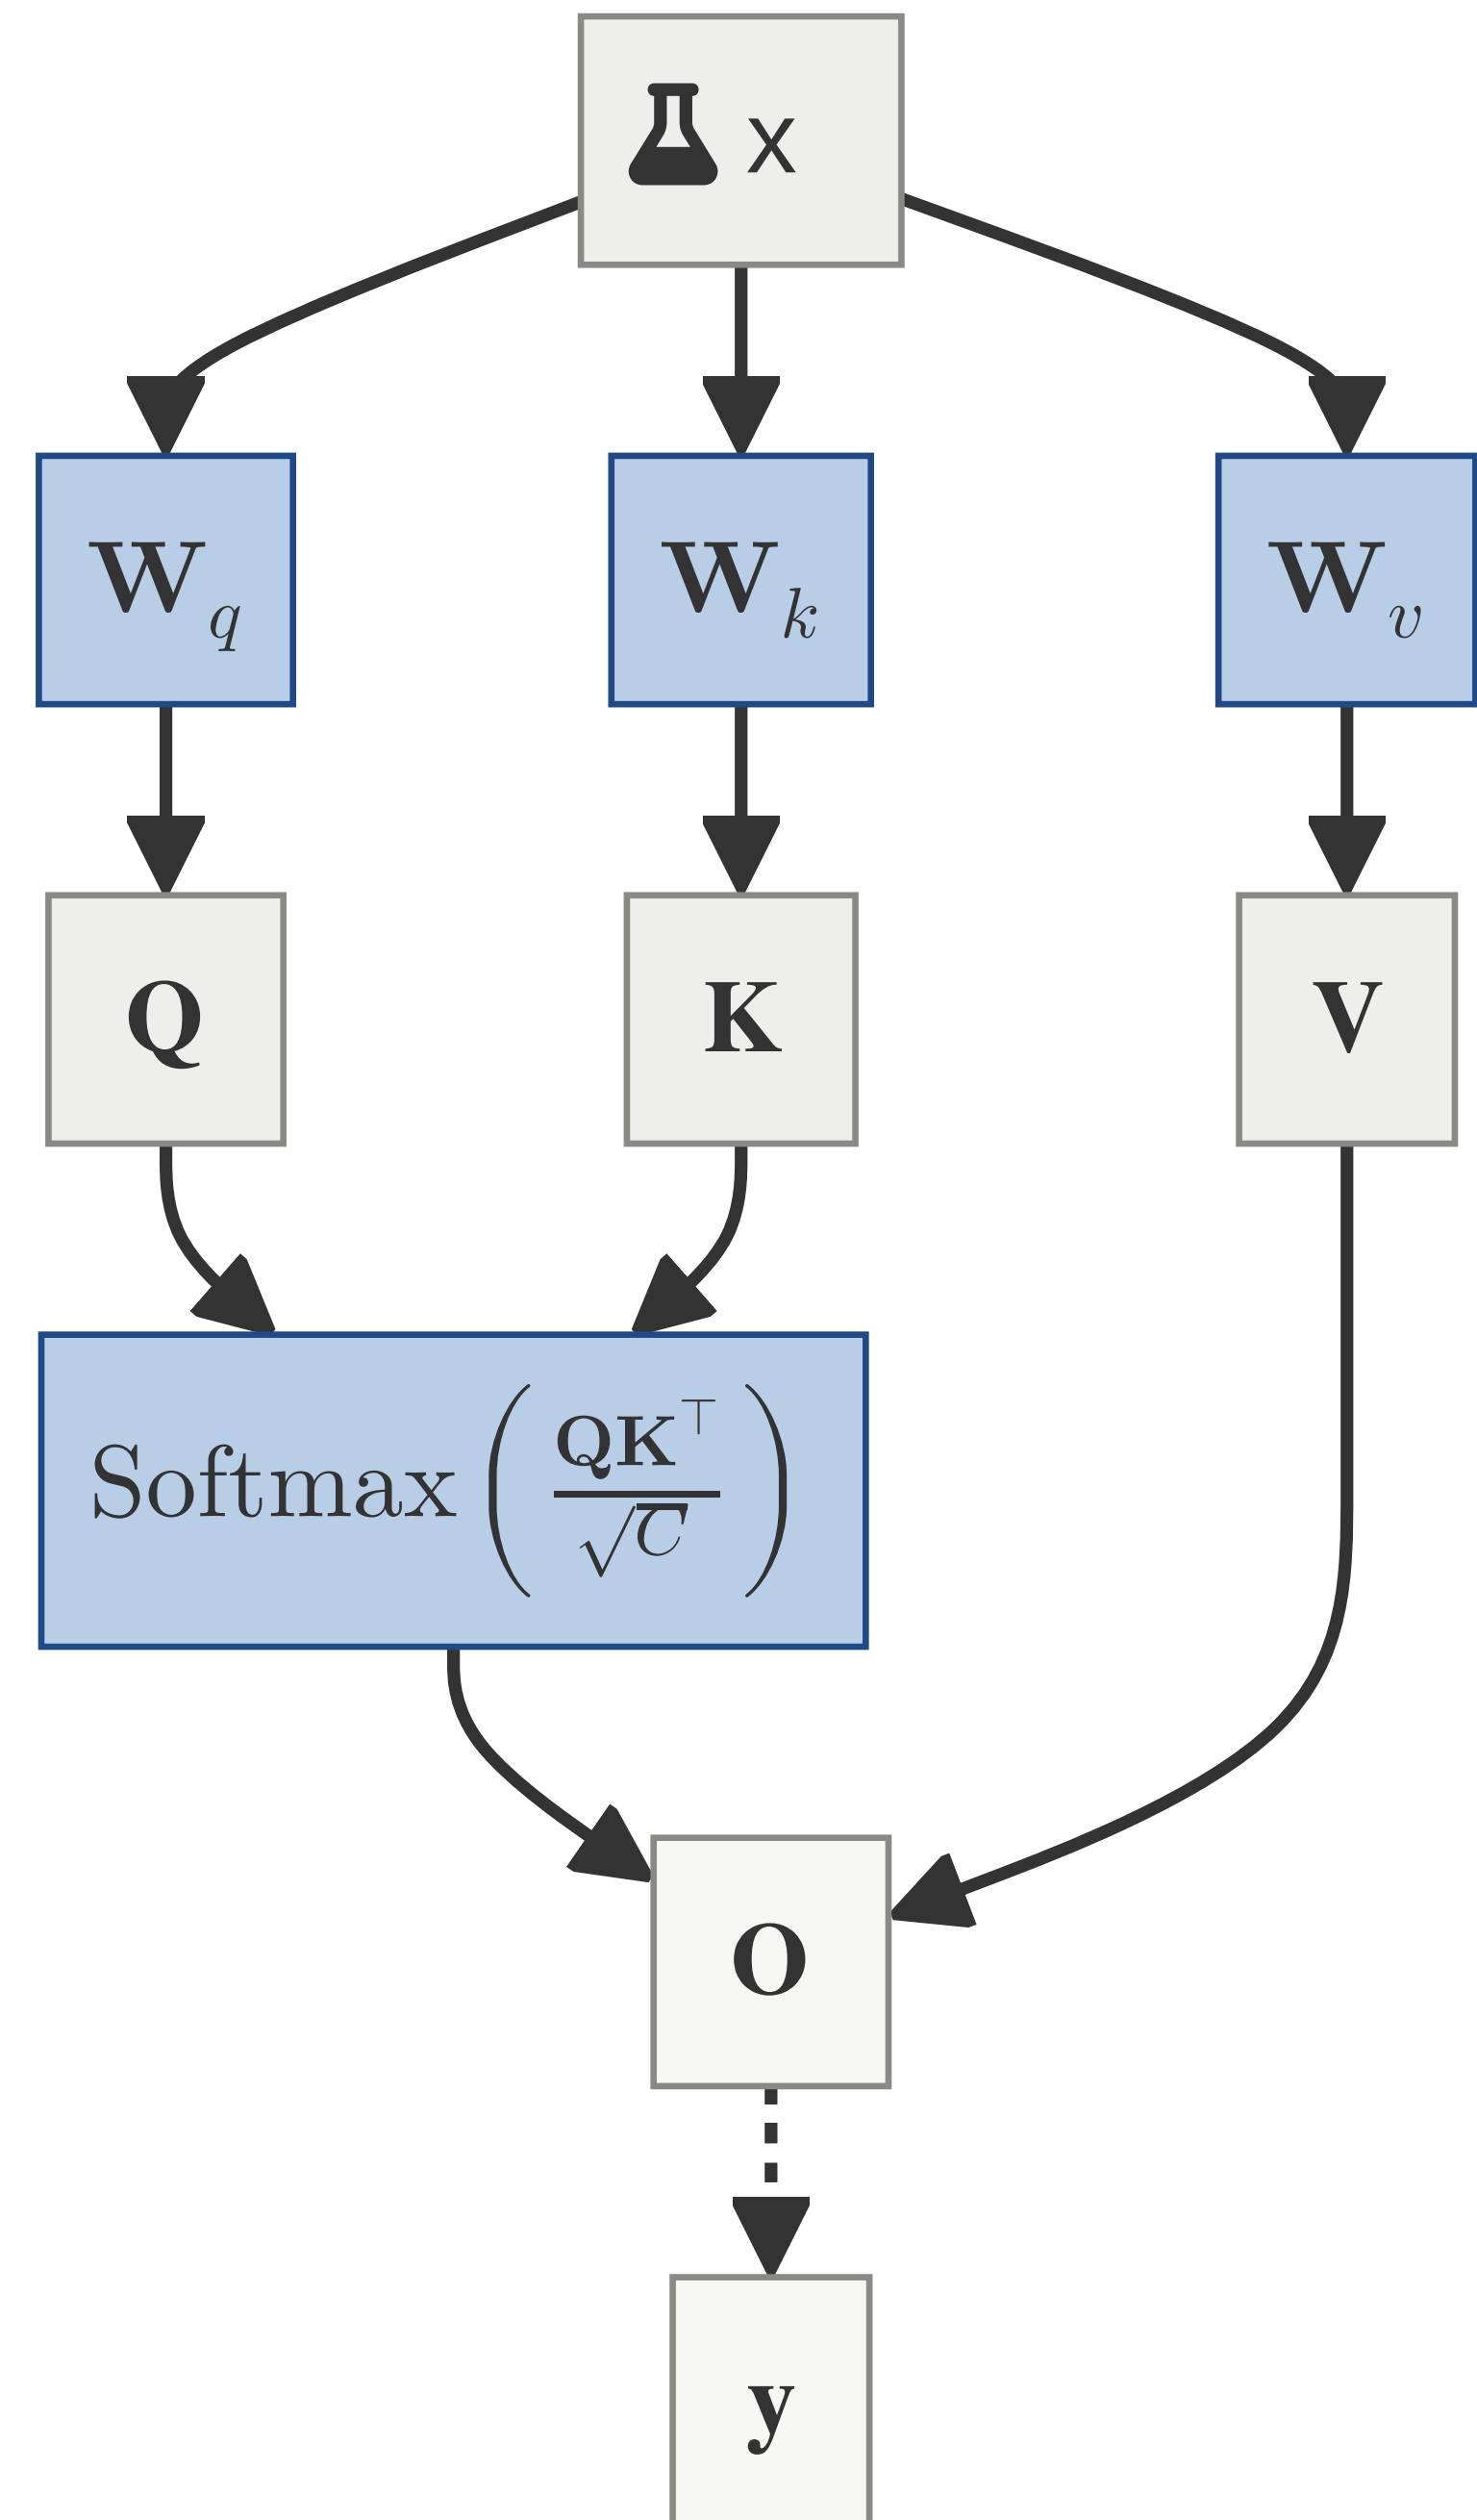 x
W_q W_k W_v
Q K V
Softmax (QK^⊤ / √C)
O
y